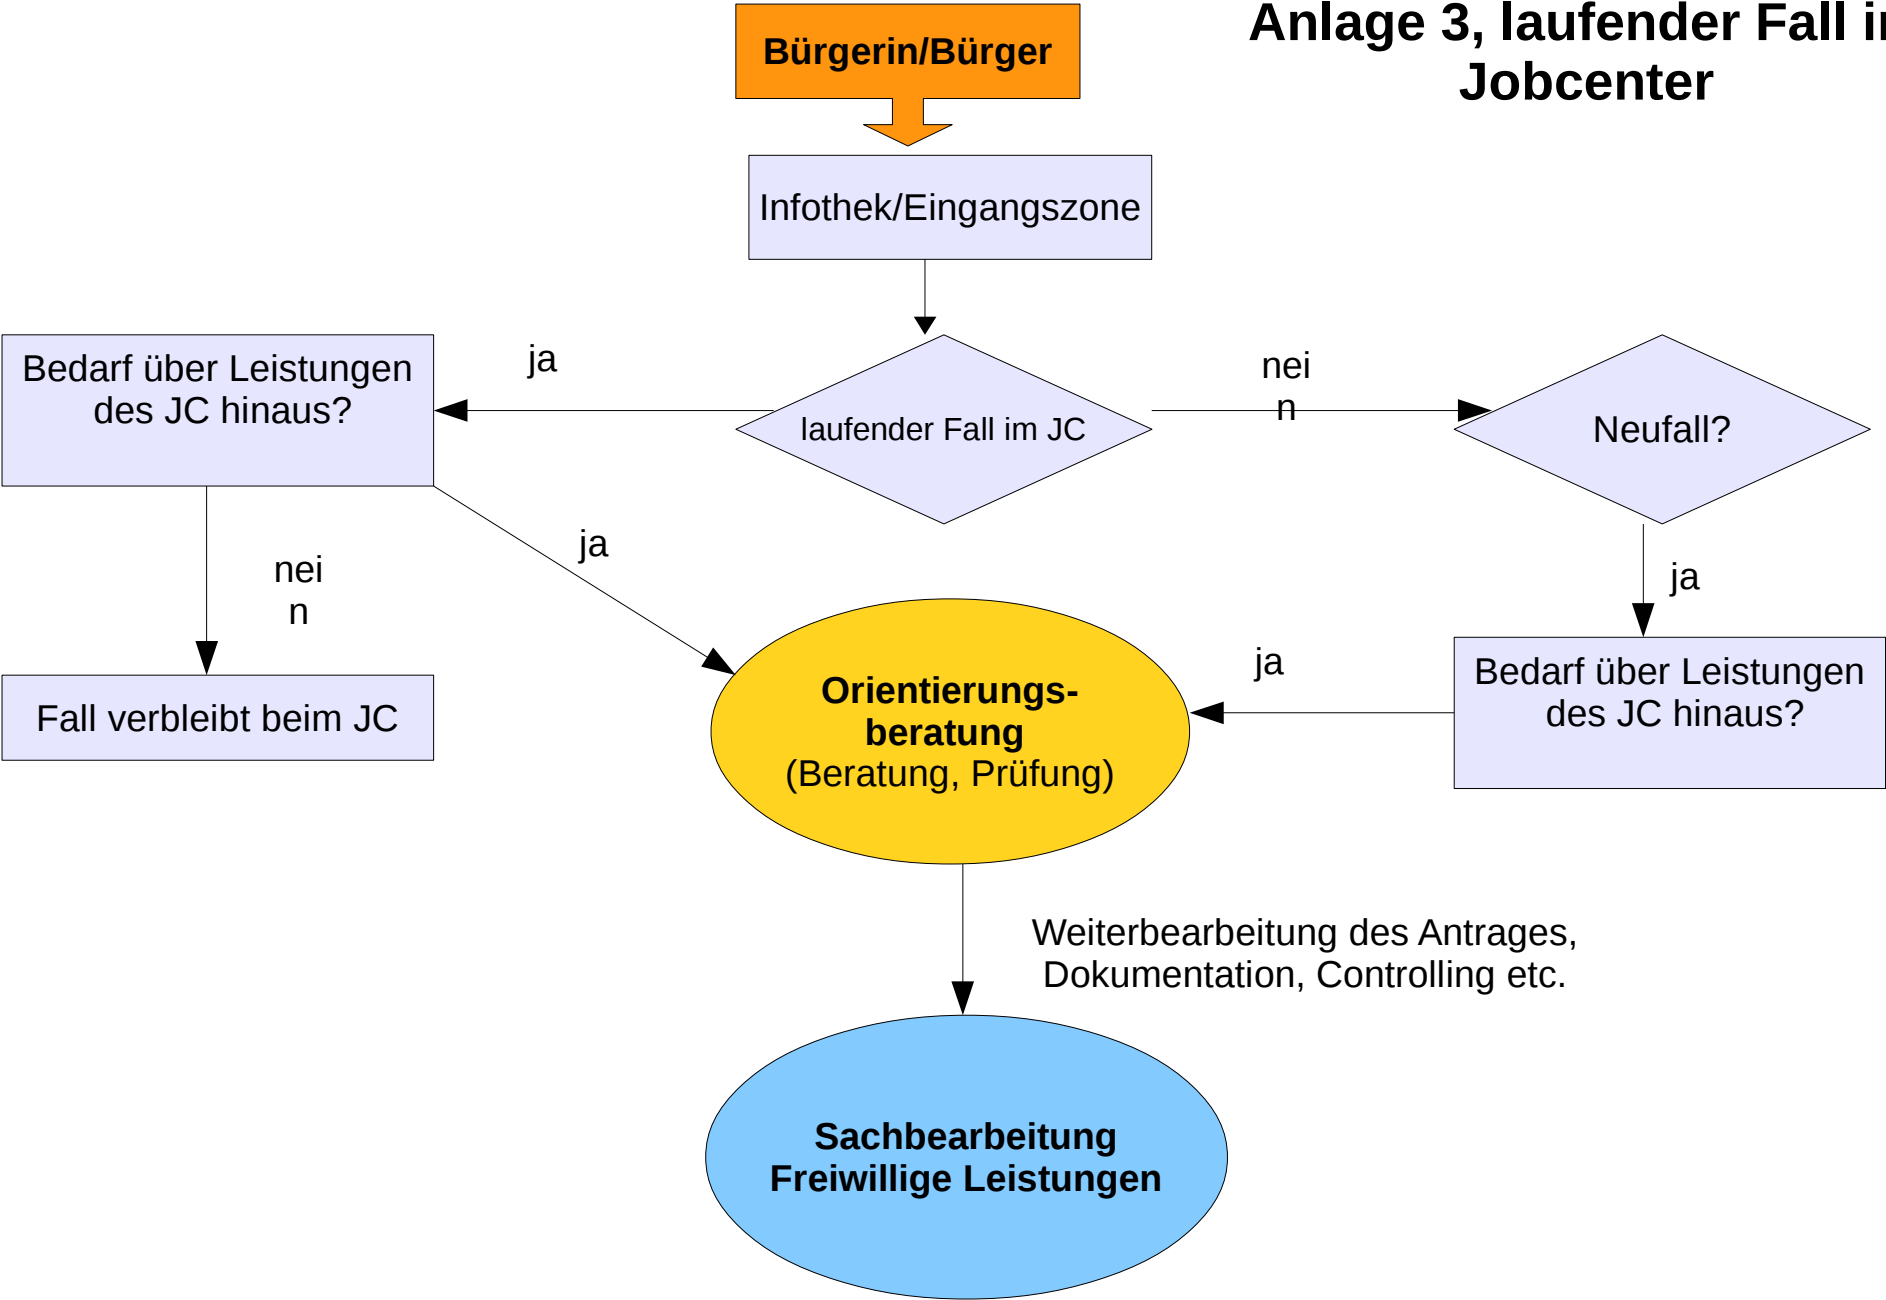 Anlage 3, laufender Fall i
Jobcenter
Bürgerin/Bürger
Infothek/Eingangszone
ja
nei
n
Bedarf über Leistungen
des JC hinaus?
laufender Fall im JC
Neufall?
ja
nei
n
ja
Fall verbleibt beim JC
Orientierungs-
beratung
(Beratung, Prüfung)
ja
Bedarf über Leistungen
des JC hinaus?
Weiterbearbeitung des Antrages,
Dokumentation, Controlling etc.
Sachbearbeitung
Freiwillige Leistungen